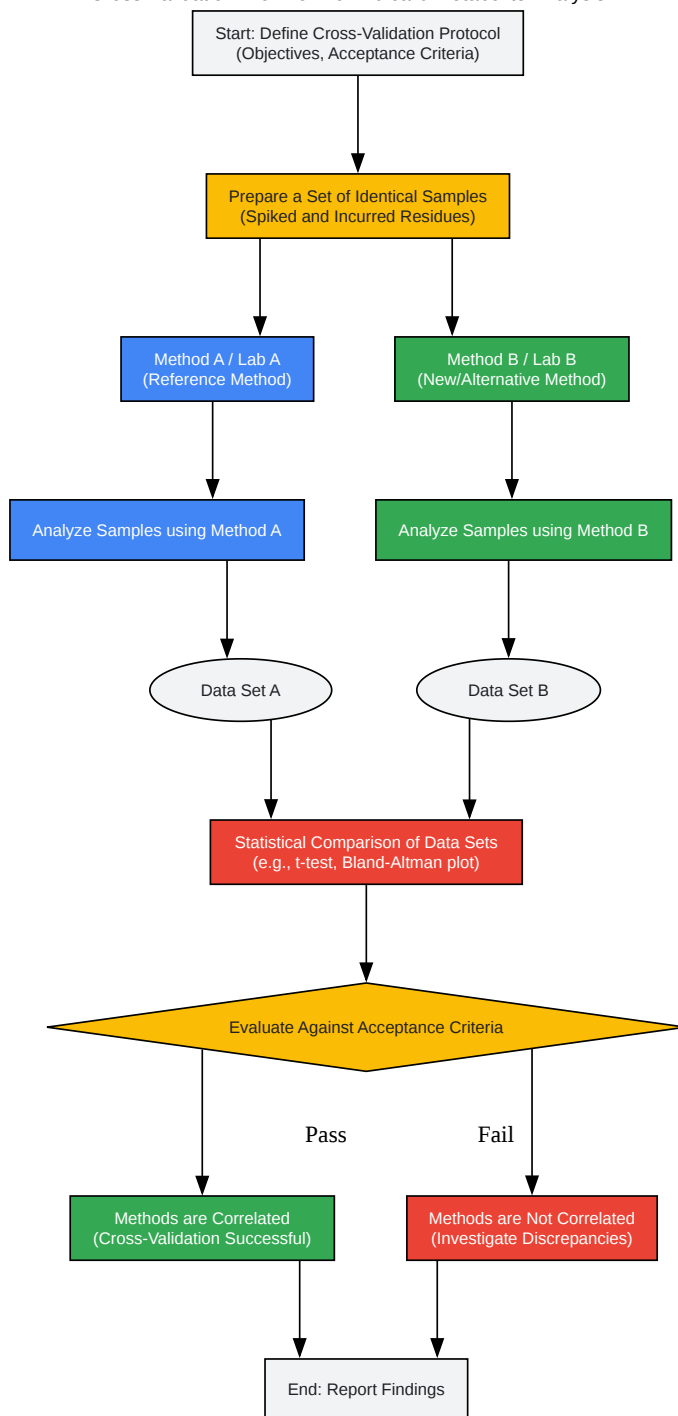 Start: Define Cross-Validation Protocol
(Objectives, Acceptance Criteria)
Prepare a Set of Identical Samples
(Spiked and Incurred Residues)
Method A / Lab A
(Reference Method)
Method B / Lab B
(New/Alternative Method)
Analyze Samples using Method A
Analyze Samples using Method B
Data Set A
Data Set B
Statistical Comparison of Data Sets
(e.g., t-test, Bland-Altman plot)
Evaluate Against Acceptance Criteria
Pass
Fail
Methods are Correlated
(Cross-Validation Successful)
Methods are Not Correlated
(Investigate Discrepancies)
End: Report Findings